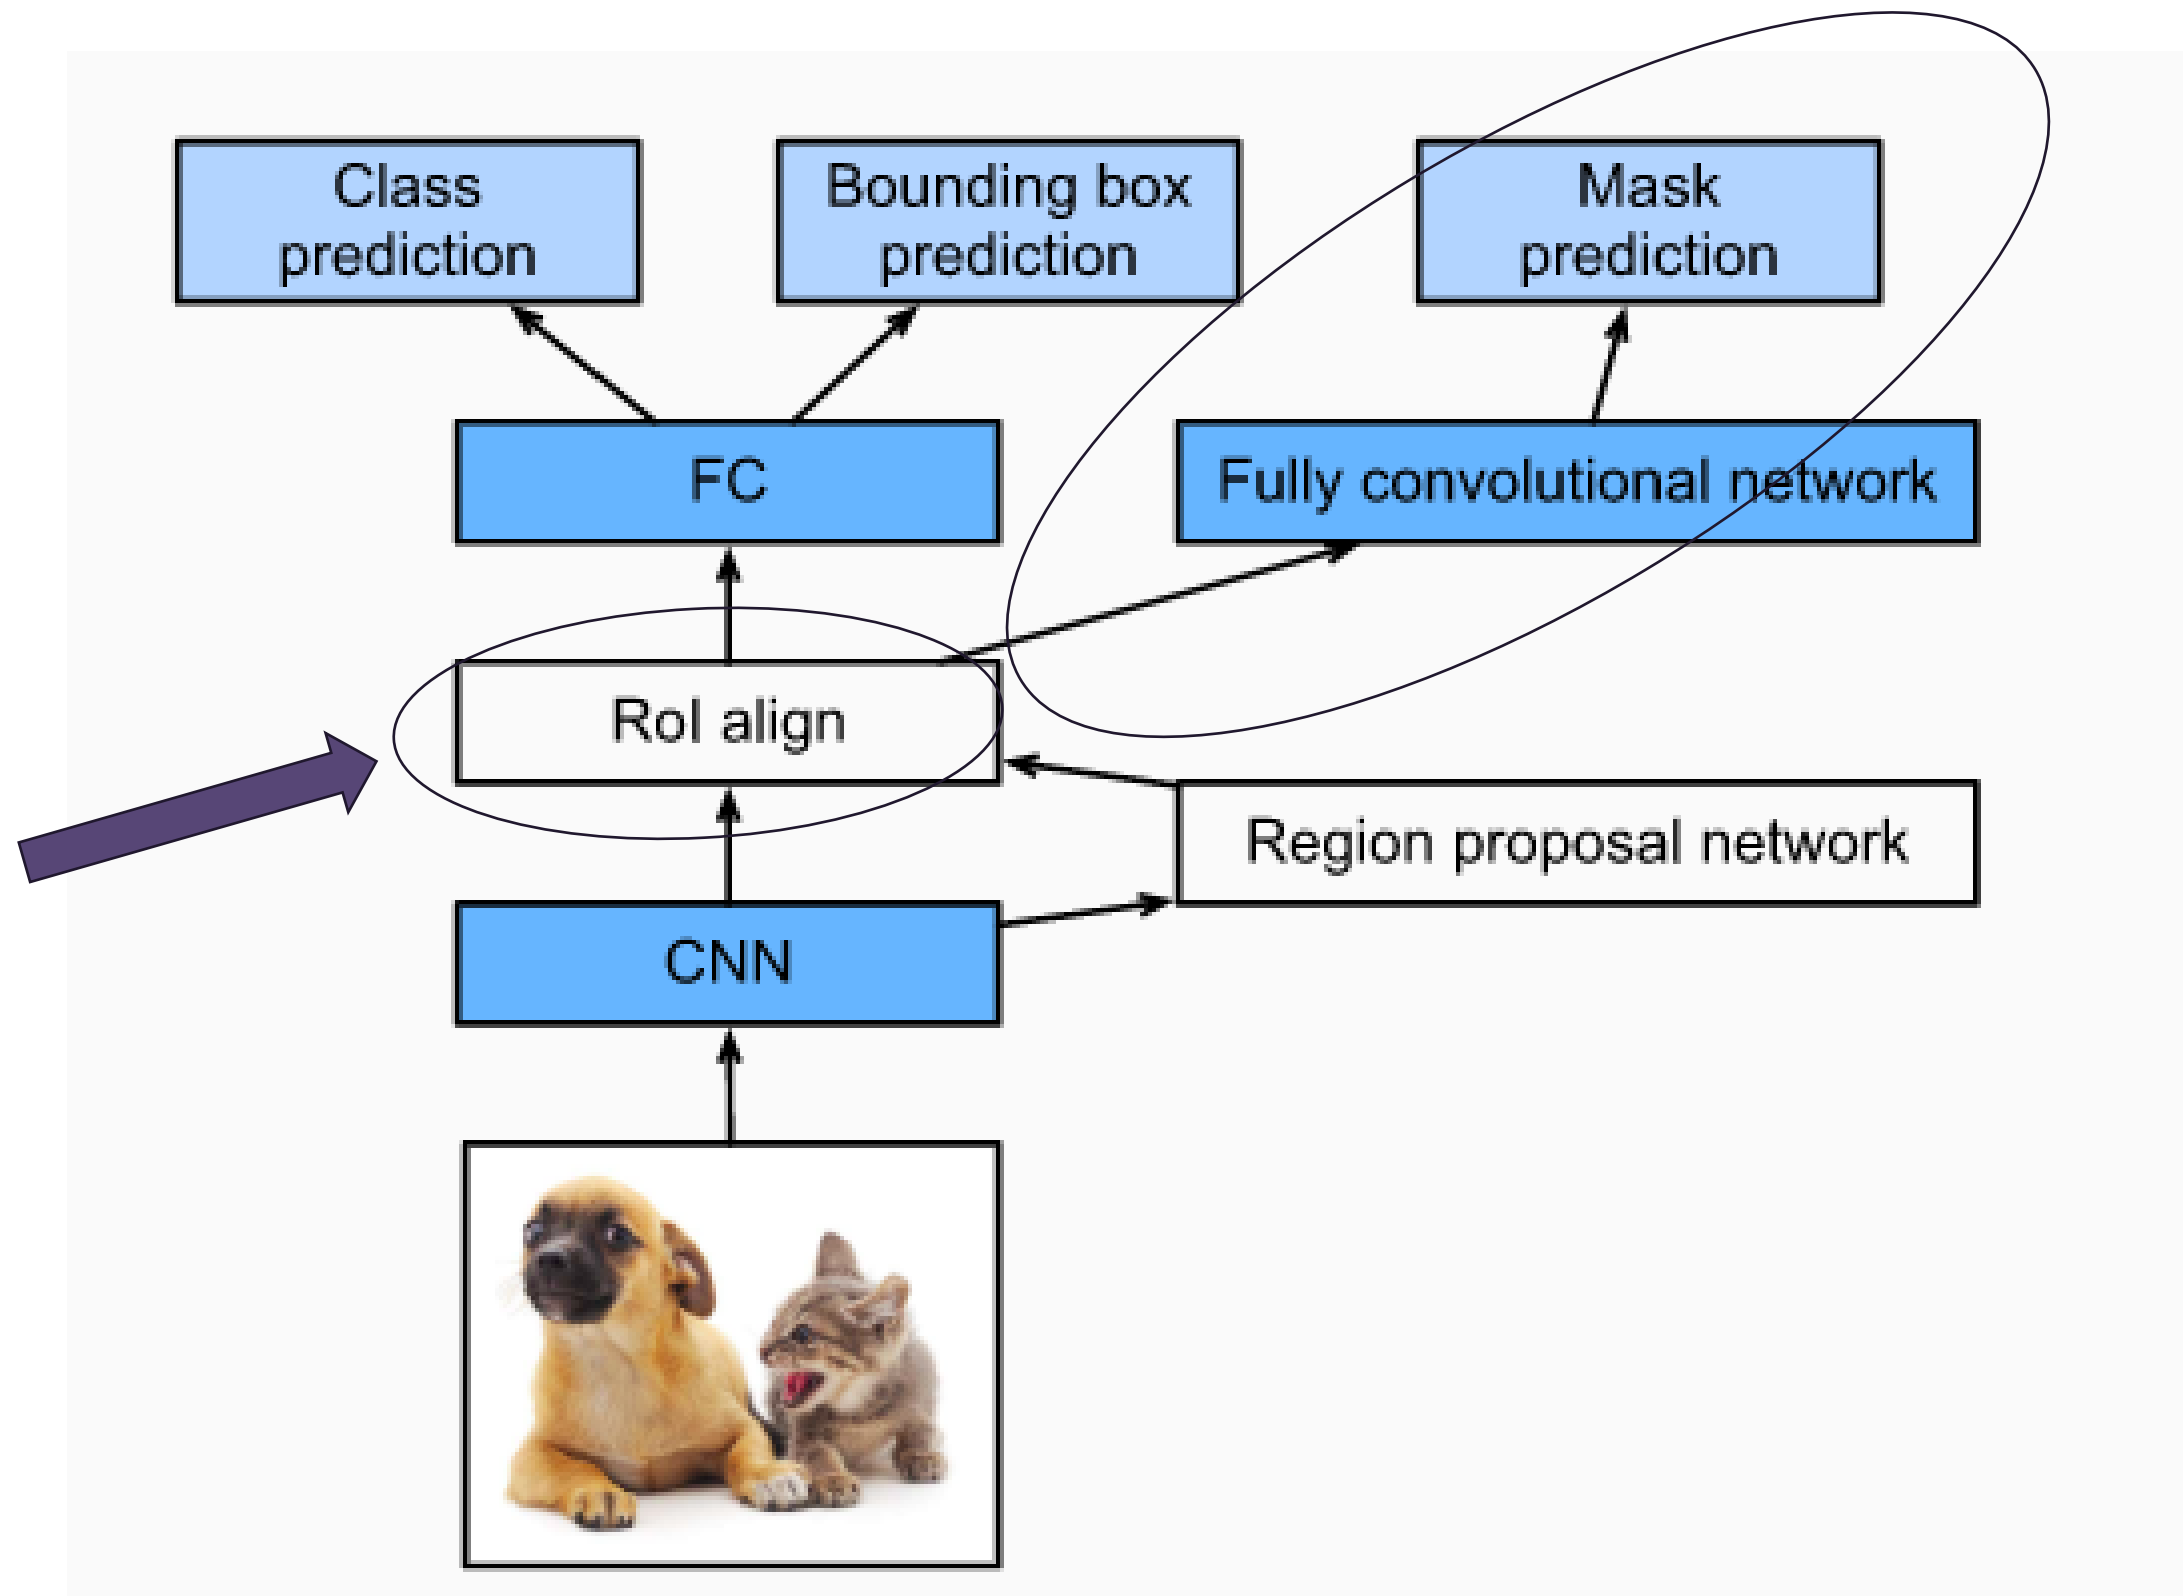 Class
prediction
Bounding box
prediction
Mask
prediction
FC
Fully convolutional network
RoI align
Region proposal network
CNN